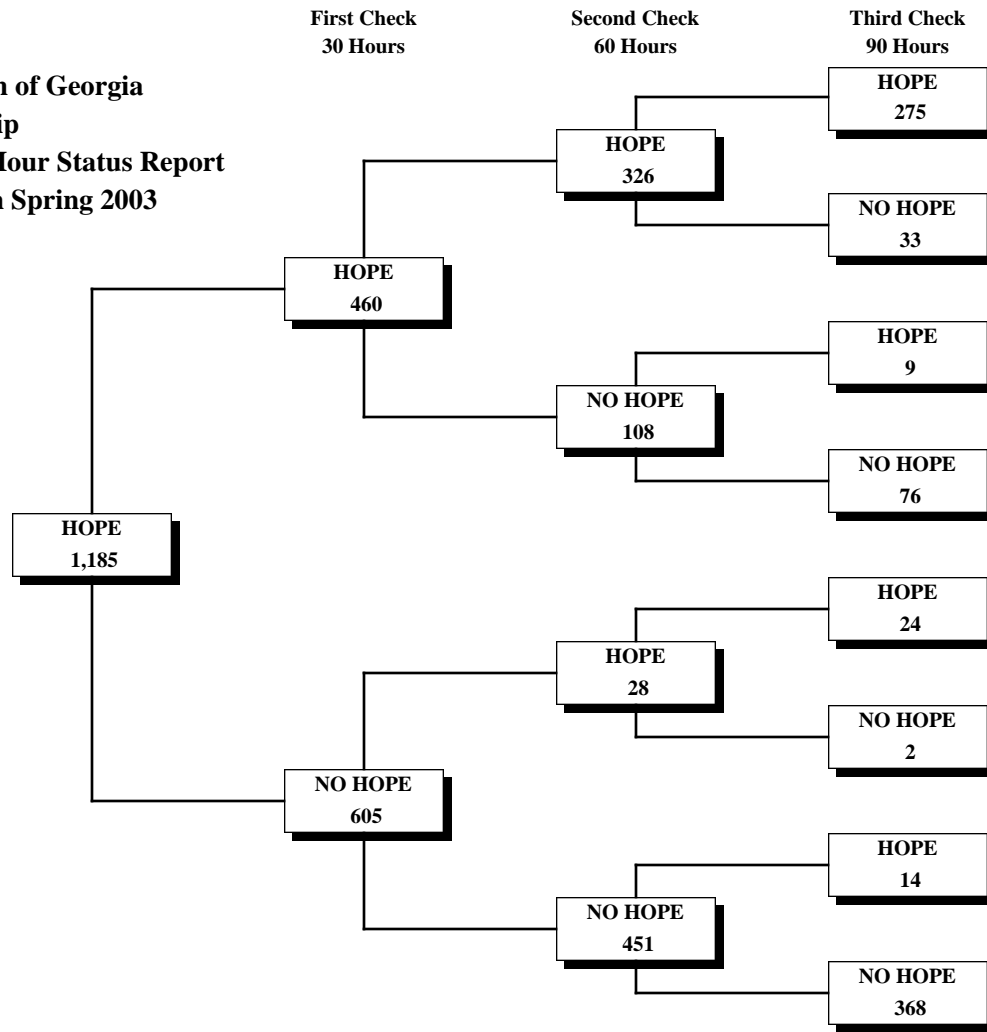 First Check
30 Hours
Second Check
60 Hours
Third Check
90 Hours
of Georgia
Hour Status Report
Spring 2003
HOPE
1,185
HOPE
460
NO HOPE
605
HOPE
326
NO HOPE
108
HOPE
28
NO HOPE
451
HOPE
275
NO HOPE
33
HOPE
9
NO HOPE
76
HOPE
24
NO HOPE
2
HOPE
14
NO HOPE
368